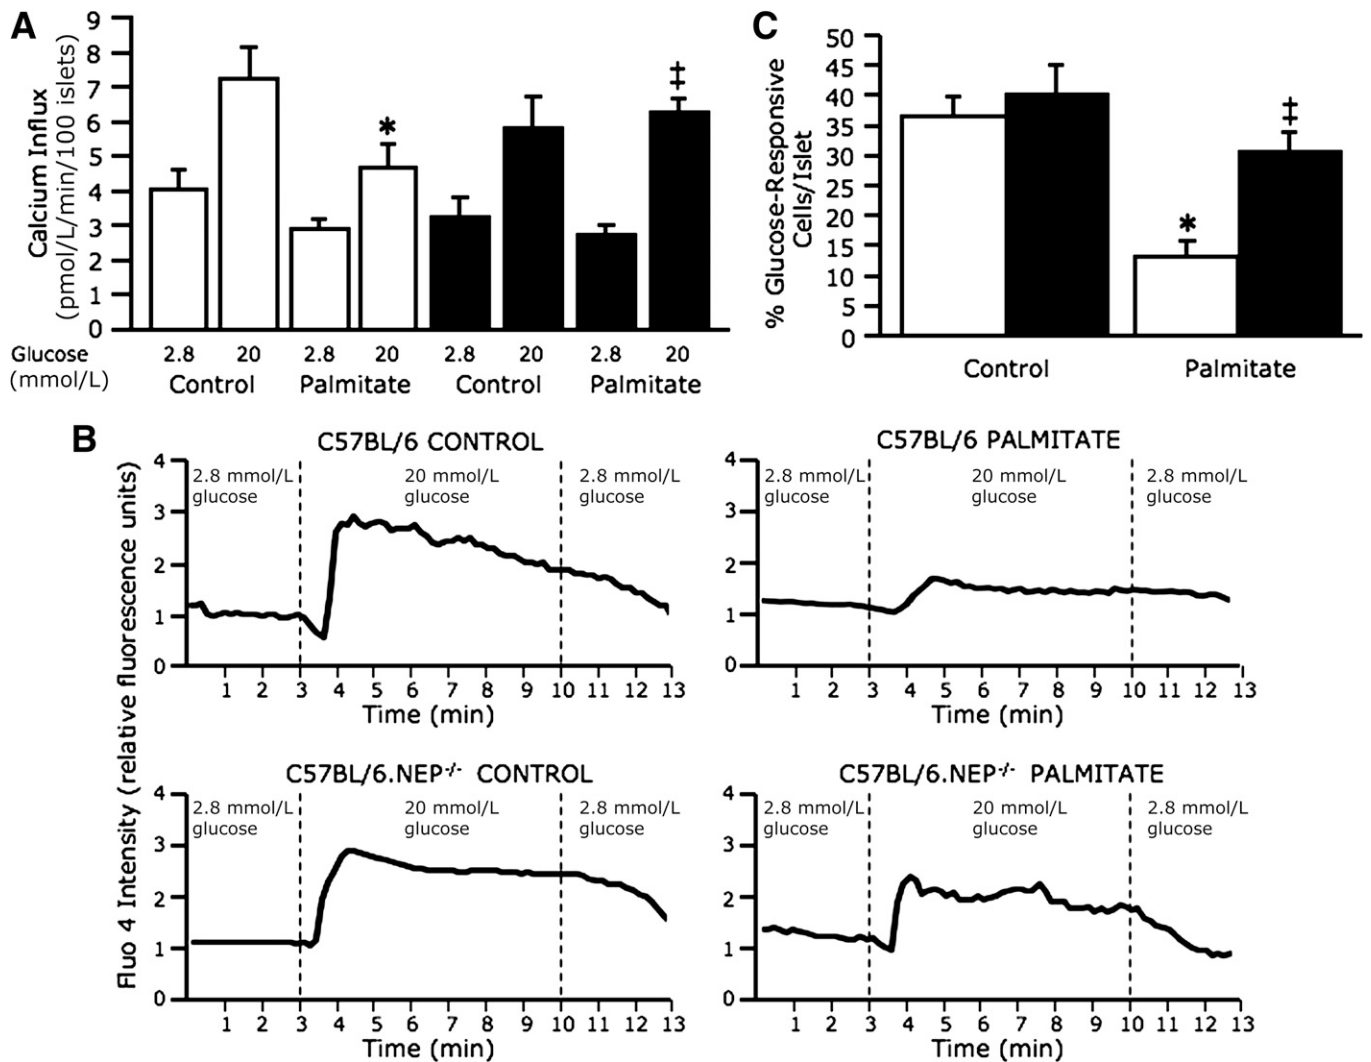 A
Calcium Influx
(pmol/L/min/100 islets)
9
8
7
6
5
4
3
2
1
0
*
‡
Glucose 2.8 20 2.8 20 2.8 20 2.8 20
(mmol/L) Control Palmitate Control Palmitate
C
% Glucose-Responsive
Cells/Islet
50
45
40
35
30
25
20
15
10
5
0
*
‡
Control Palmitate
B
Fluo 4 Intensity (relative fluorescence units)
C57BL/6 CONTROL
4
3
2
1
0
2.8 mmol/L 20 mmol/L 2.8 mmol/L
glucose glucose glucose
1 2 3 4 5 6 7 8 9 10 11 12 13
Time (min)
C57BL/6 PALMITATE
4
3
2
1
0
2.8 mmol/L 20 mmol/L 2.8 mmol/L
glucose glucose glucose
1 2 3 4 5 6 7 8 9 10 11 12 13
Time (min)
C57BL/6.NEP-/- CONTROL
4
3
2
1
0
2.8 mmol/L 20 mmol/L 2.8 mmol/L
glucose glucose glucose
1 2 3 4 5 6 7 8 9 10 11 12 13
Time (min)
C57BL/6.NEP-/- PALMITATE
4
3
2
1
0
2.8 mmol/L 20 mmol/L 2.8 mmol/L
glucose glucose glucose
1 2 3 4 5 6 7 8 9 10 11 12 13
Time (min)